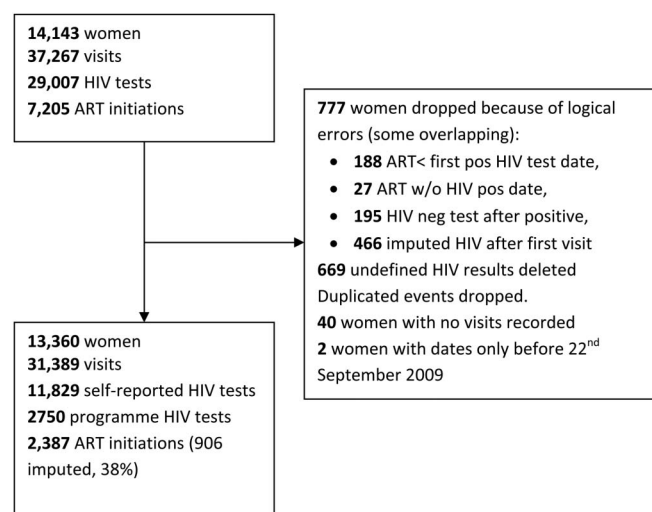 14,143 women
37,267 visits
29,007 HIV tests
7,205 ART initiations
777 women dropped because of logical
errors (some overlapping):
• 188 ART< first pos HIV test date,
• 27 ART w/o HIV pos date,
• 195 HIV neg test after positive,
• 466 imputed HIV after first visit
669 undefined HIV results deleted
Duplicated events dropped.
40 women with no visits recorded
2 women with dates only before 22nd
September 2009
13,360 women
31,389 visits
11,829 self-reported HIV tests
2750 programme HIV tests
2,387 ART initiations (906
imputed, 38%)